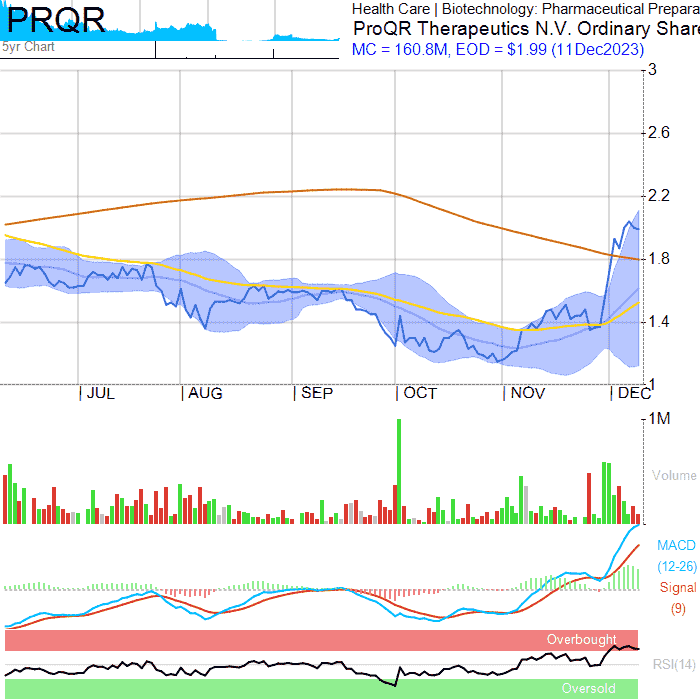 PRQR
5yr Chart
Health Care | Biotechnology: Pharmaceutical Prepara
ProQR Therapeutics N.V. Ordinary Share
MC = 160.8M, EOD = $1.99 (11Dec2023)
3
2.6
2.2
1.8
1.4
1
JUL AUG SEP OCT NOV DEC
1M
Volume
MACD
(12-26)
Signal
(9)
Overbought
RSI(14)
Oversold